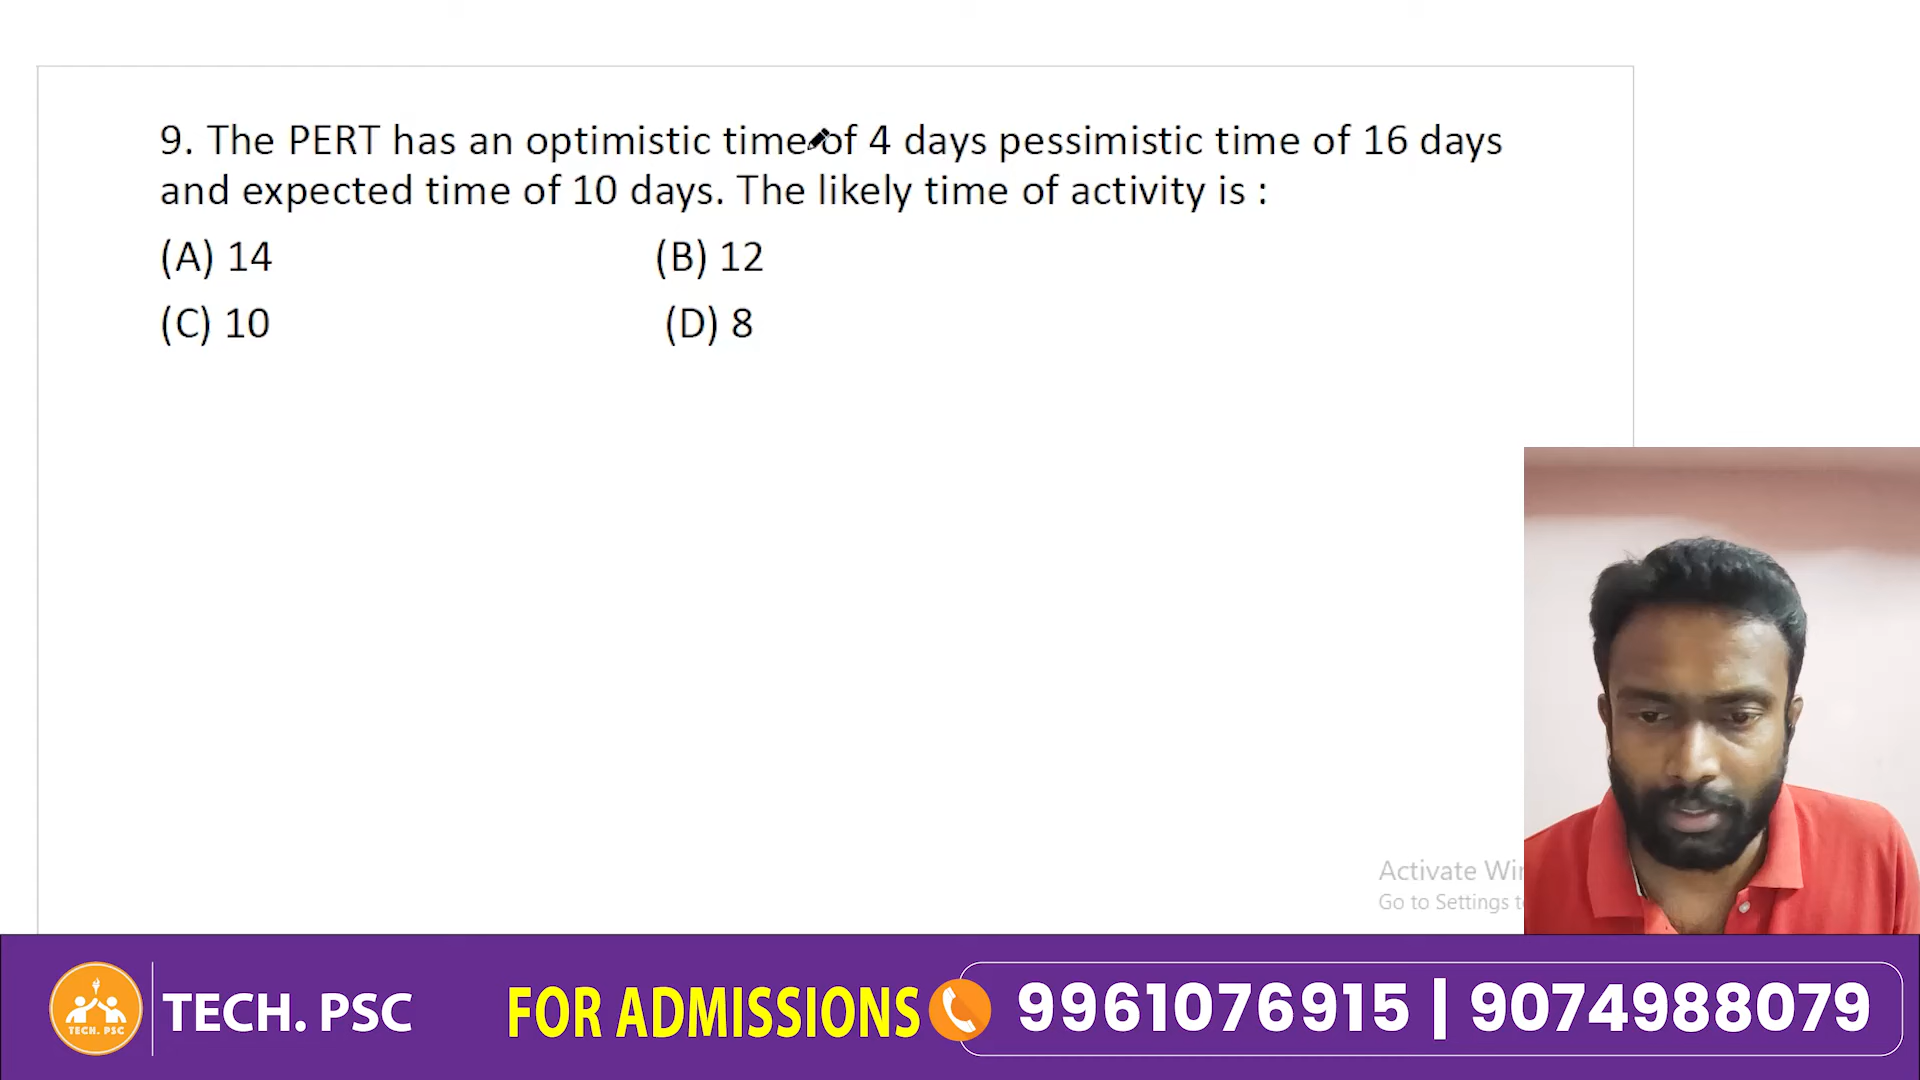 9. The PERT has an optimistic time of 4 days pessimistic time of 16 days
and expected time of 10 days. The likely time of activity is :
(A) 14 (B) 12
(C) 10 (D) 8
Activate Wi
Go to Settings t
TECH. PSC
TECH. PSC
FOR ADMISSIONS
9961076915 | 9074988079